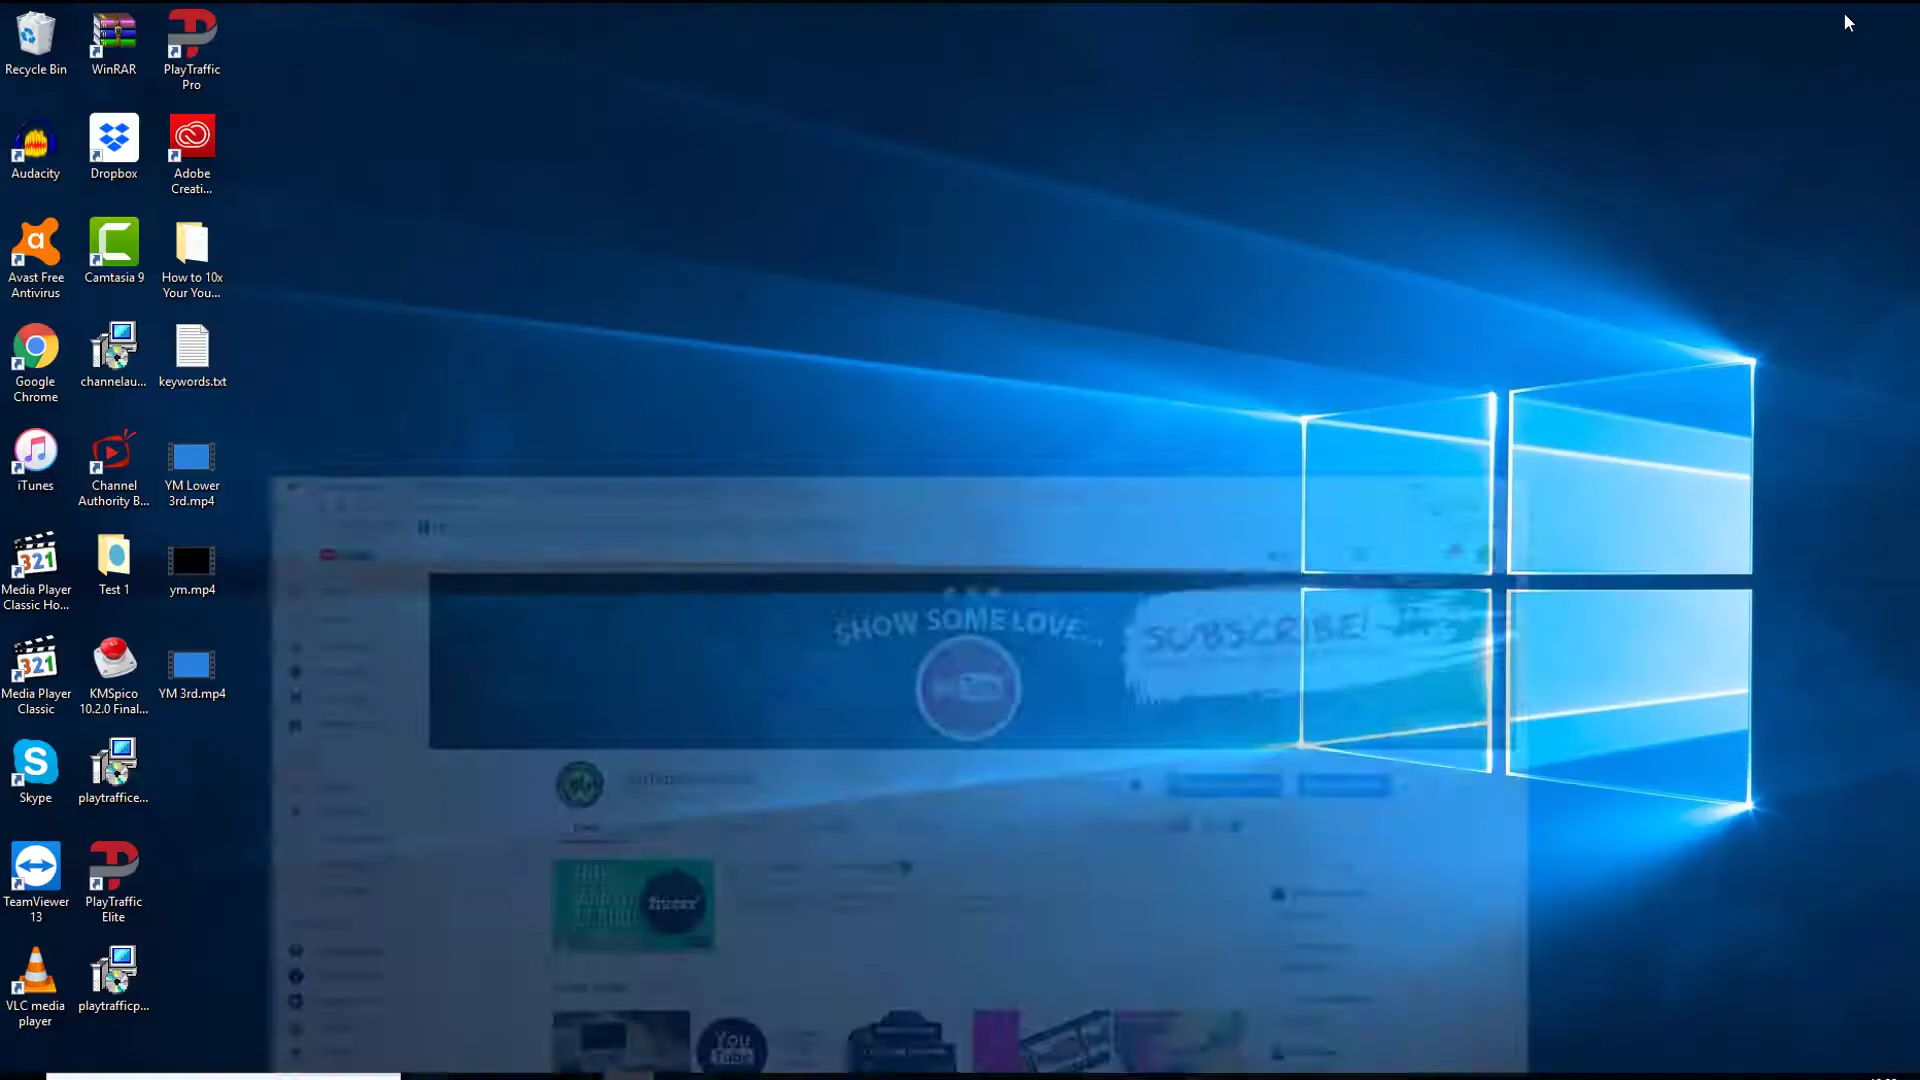 Recycle Bin
WinRAR
PlayTraffic
Pro
Audacity
Dropbox
Adobe
Creati...
Avast Free
Antivirus
Camtasia 9
How to 10x
Your You...
Google
Chrome
channelau...
keywords.txt
iTunes
Channel
Authority B...
YM Lower
3rd.mp4
Media Player
Classic Ho...
Test 1
ym.mp4
Media Player
Classic
KMSpico
10.2.0 Final...
YM 3rd.mp4
Skype
playtraffice...
TeamViewer
13
PlayTraffic
Elite
VLC media
player
playtrafficp...
SHOW SOME LOVE...
SUBSCRIBE!
fiverr
You
Tube